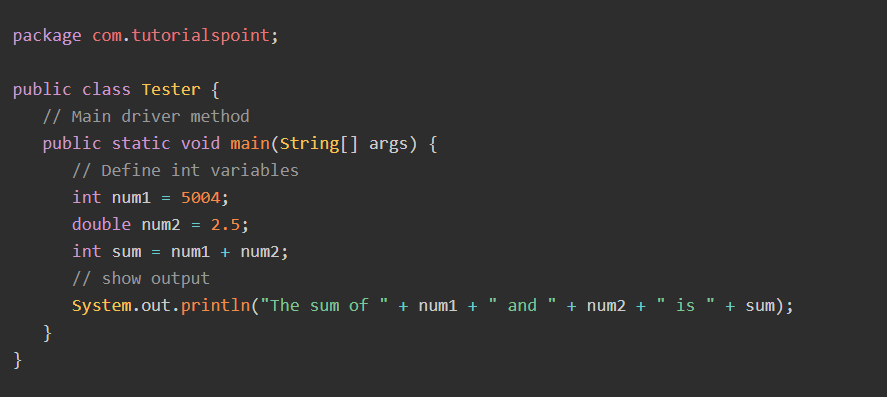 package com.tutorialspoint;
public class Tester {
// Main driver method
public static void main(String[] args) {
// Define int variables
int num1 = 5004;
double num2 = 2.5;
int sum = num1 + num2;
// show output
System.out.println("The sum of " + num1 + " and " + num2 + " is " + sum);
}
}